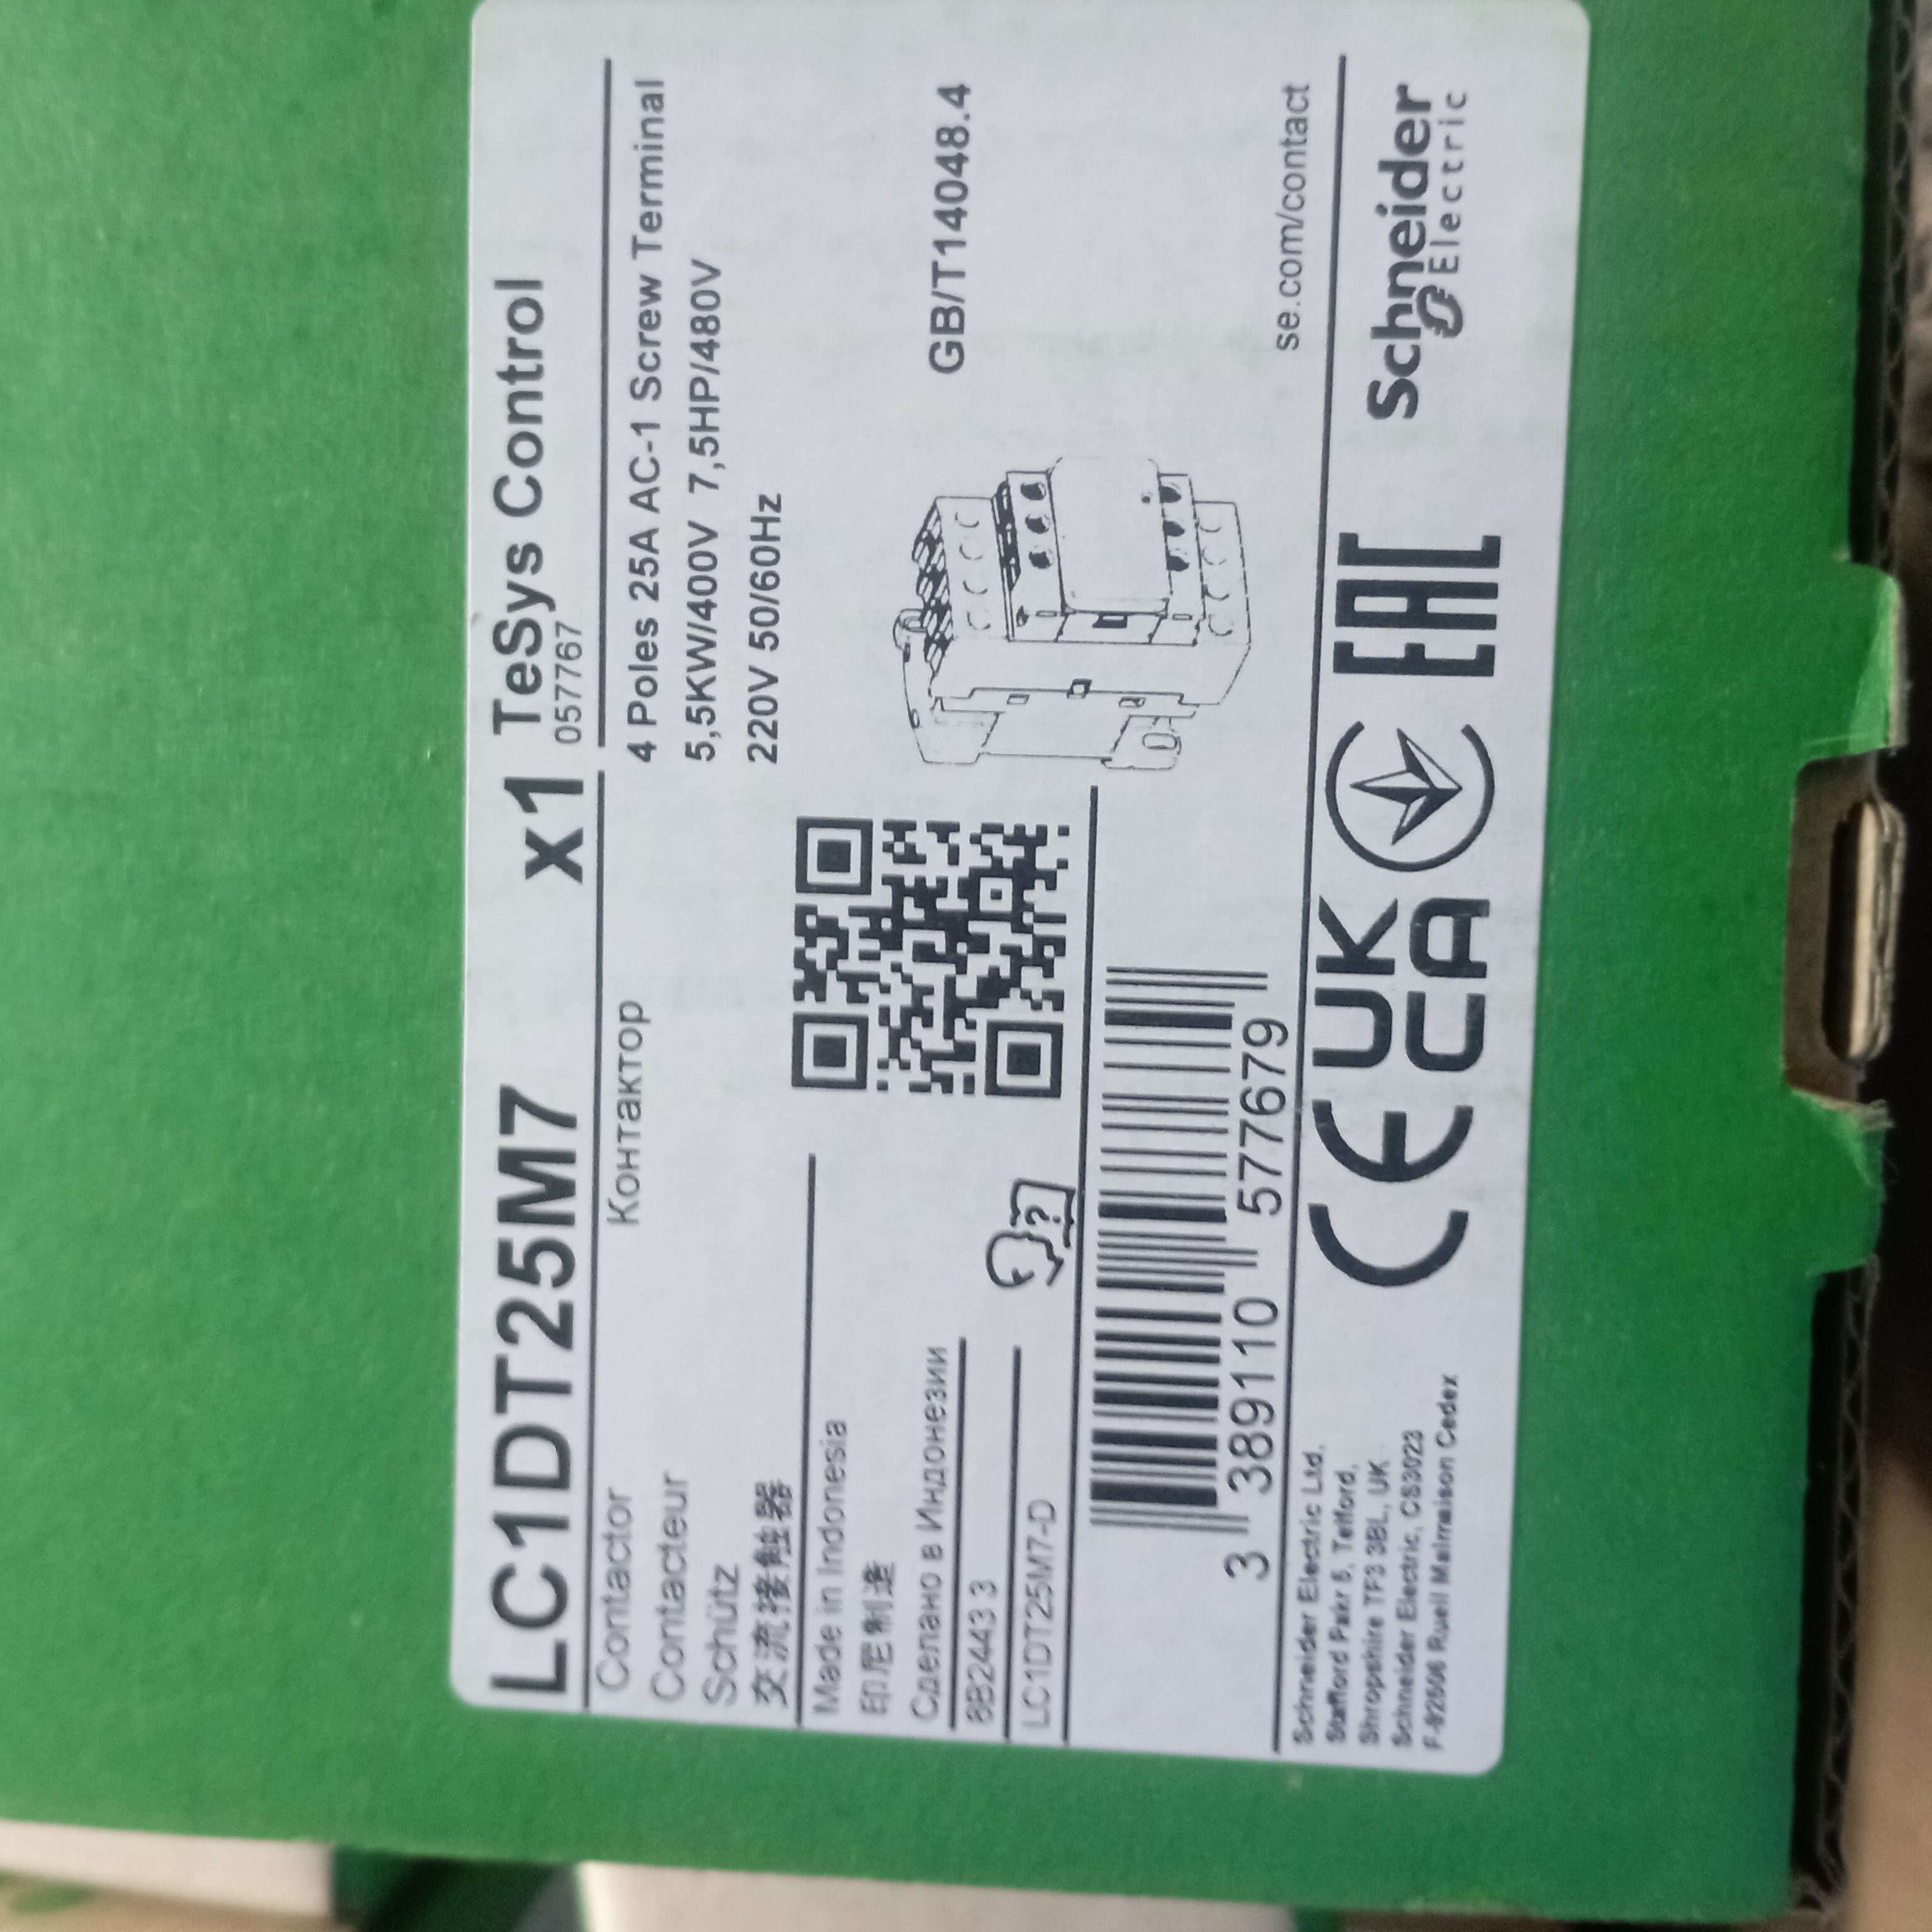 LC1DT25M7
x1
TeSys Control
057767
Contactor
Контактор
Contacteur
Schütz
交流接触器
4 Poles 25A AC-1 Screw Terminal
5,5KW/400V 7,5HP/480V
220V 50/60Hz
Made in Indonesia
印尼制造
Сделано в Индонезии
8B2443 3
LC1DT25M7-D
GB/T14048.4
3 389110 577679
se.com/contact
Schneider Electric Ltd,
Stafford Pakr 5, Telford,
Shropshire TF3 3BL, UK
Schneider Electric, CS3023
F-92506 Rueil Malmaison Cedex
CE
UK
CA
EAC
Schneider
Electric